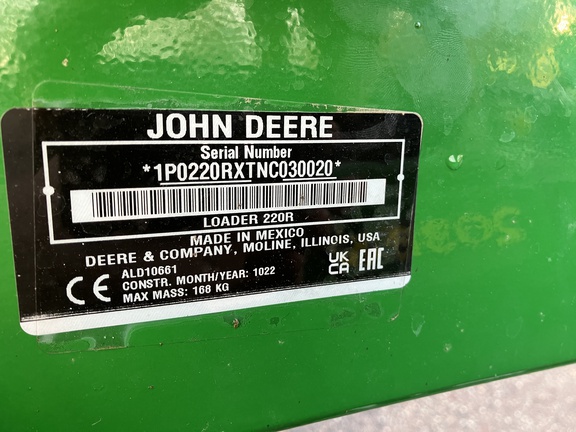 JOHN DEERE
Serial Number
*1P0220RXTNC030020*
LOADER 220R
MADE IN MEXICO
DEERE & COMPANY, MOLINE, ILLINOIS, USA
CE
ALD10661
CONSTR. MONTH/YEAR: 1022
MAX MASS: 168 KG
UK
CA
EAC